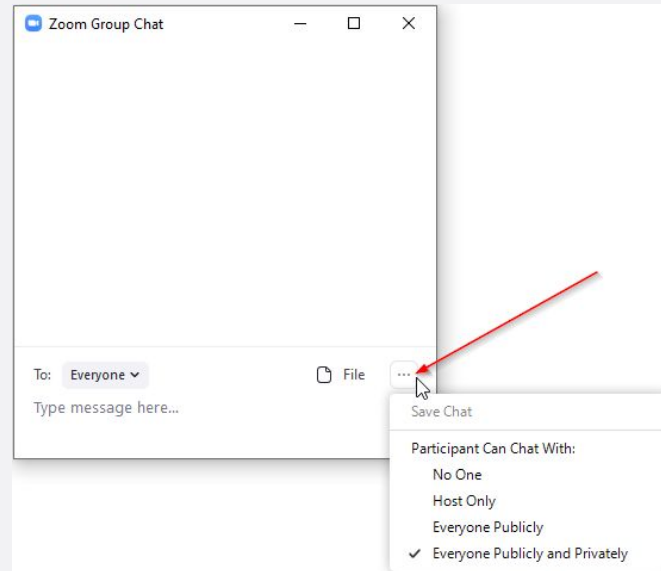 Zoom Group Chat
To: Everyone
File
...
Type message here...
Save Chat
Participant Can Chat With:
No One
Host Only
Everyone Publicly
Everyone Publicly and Privately